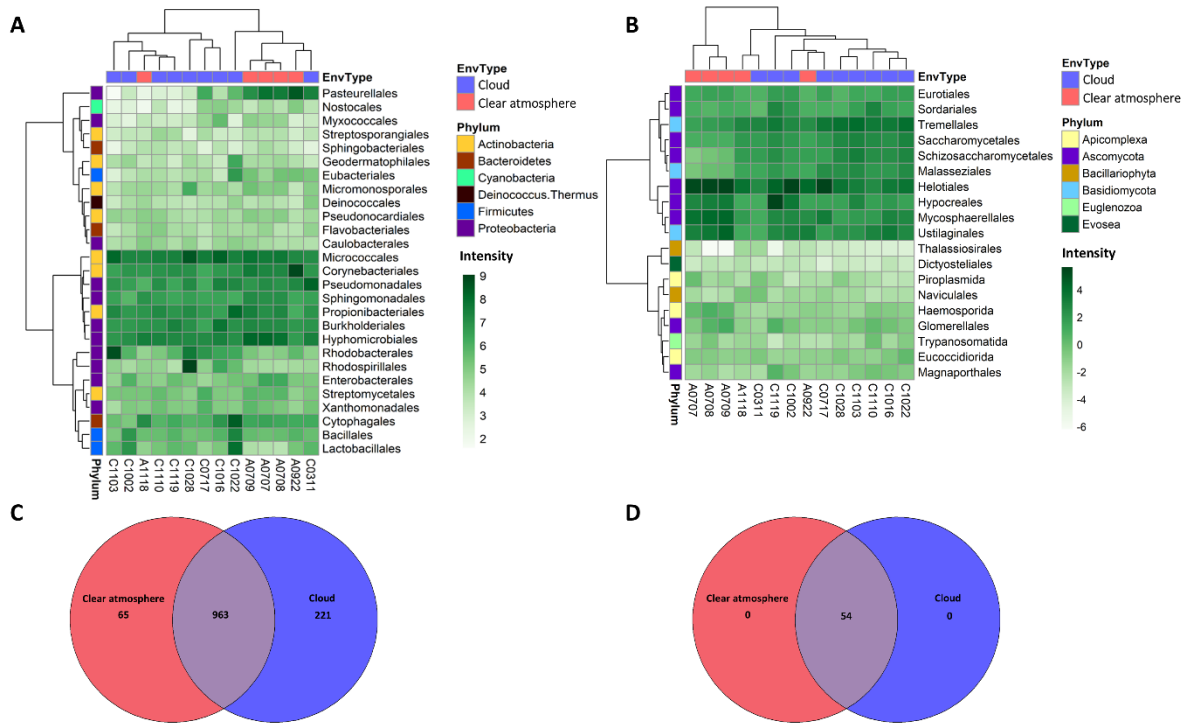 A
EnvType
Pasteurellales
Nostocales
Myxococcales
Streptosporangiales
Sphingobacteriales
Geodermatophilales
Eubacteriales
Micromonosporales
Deinococcales
Pseudonocardiales
Flavobacteriales
Caulobacterales
Micrococcales
Corynebacteriales
Pseudomonadales
Sphingomonadales
Propionibacteriales
Burkholderiales
Hyphomicrobiales
Rhodobacterales
Rhodospirillales
Enterobacterales
Streptomycetales
Xanthomonadales
Cytophagales
Bacillales
Lactobacillales
Phylum
C1103
C1002
A1118
C1110
C1119
C1028
C0717
C1016
C1022
A0709
A0707
A0708
A0922
C0311
EnvType
Cloud
Clear atmosphere
Phylum
Actinobacteria
Bacteroidetes
Cyanobacteria
Deinococcus.Thermus
Firmicutes
Proteobacteria
Intensity
9
8
7
6
5
4
3
2
B
EnvType
Eurotiales
Sordariales
Tremellales
Saccharomycetales
Schizosaccharomycetales
Malasseziales
Helotiales
Hypocreales
Mycosphaerellales
Ustilaginales
Thalassiosirales
Dictyosteliales
Piroplasmida
Naviculales
Haemosporida
Glomerellales
Trypanosomatida
Eucoccidiorida
Magnaporthales
Phylum
A0707
A0708
A0709
A1118
C0311
C1119
C1002
A0922
C0717
C1028
C1103
C1110
C1016
C1022
EnvType
Cloud
Clear atmosphere
Phylum
Apicomplexa
Ascomycota
Bacillariophyta
Basidiomycota
Euglenozoa
Evosea
Intensity
4
2
0
-2
-4
-6
C
Clear atmosphere
65
963
Cloud
221
D
Clear atmosphere
0
54
Cloud
0